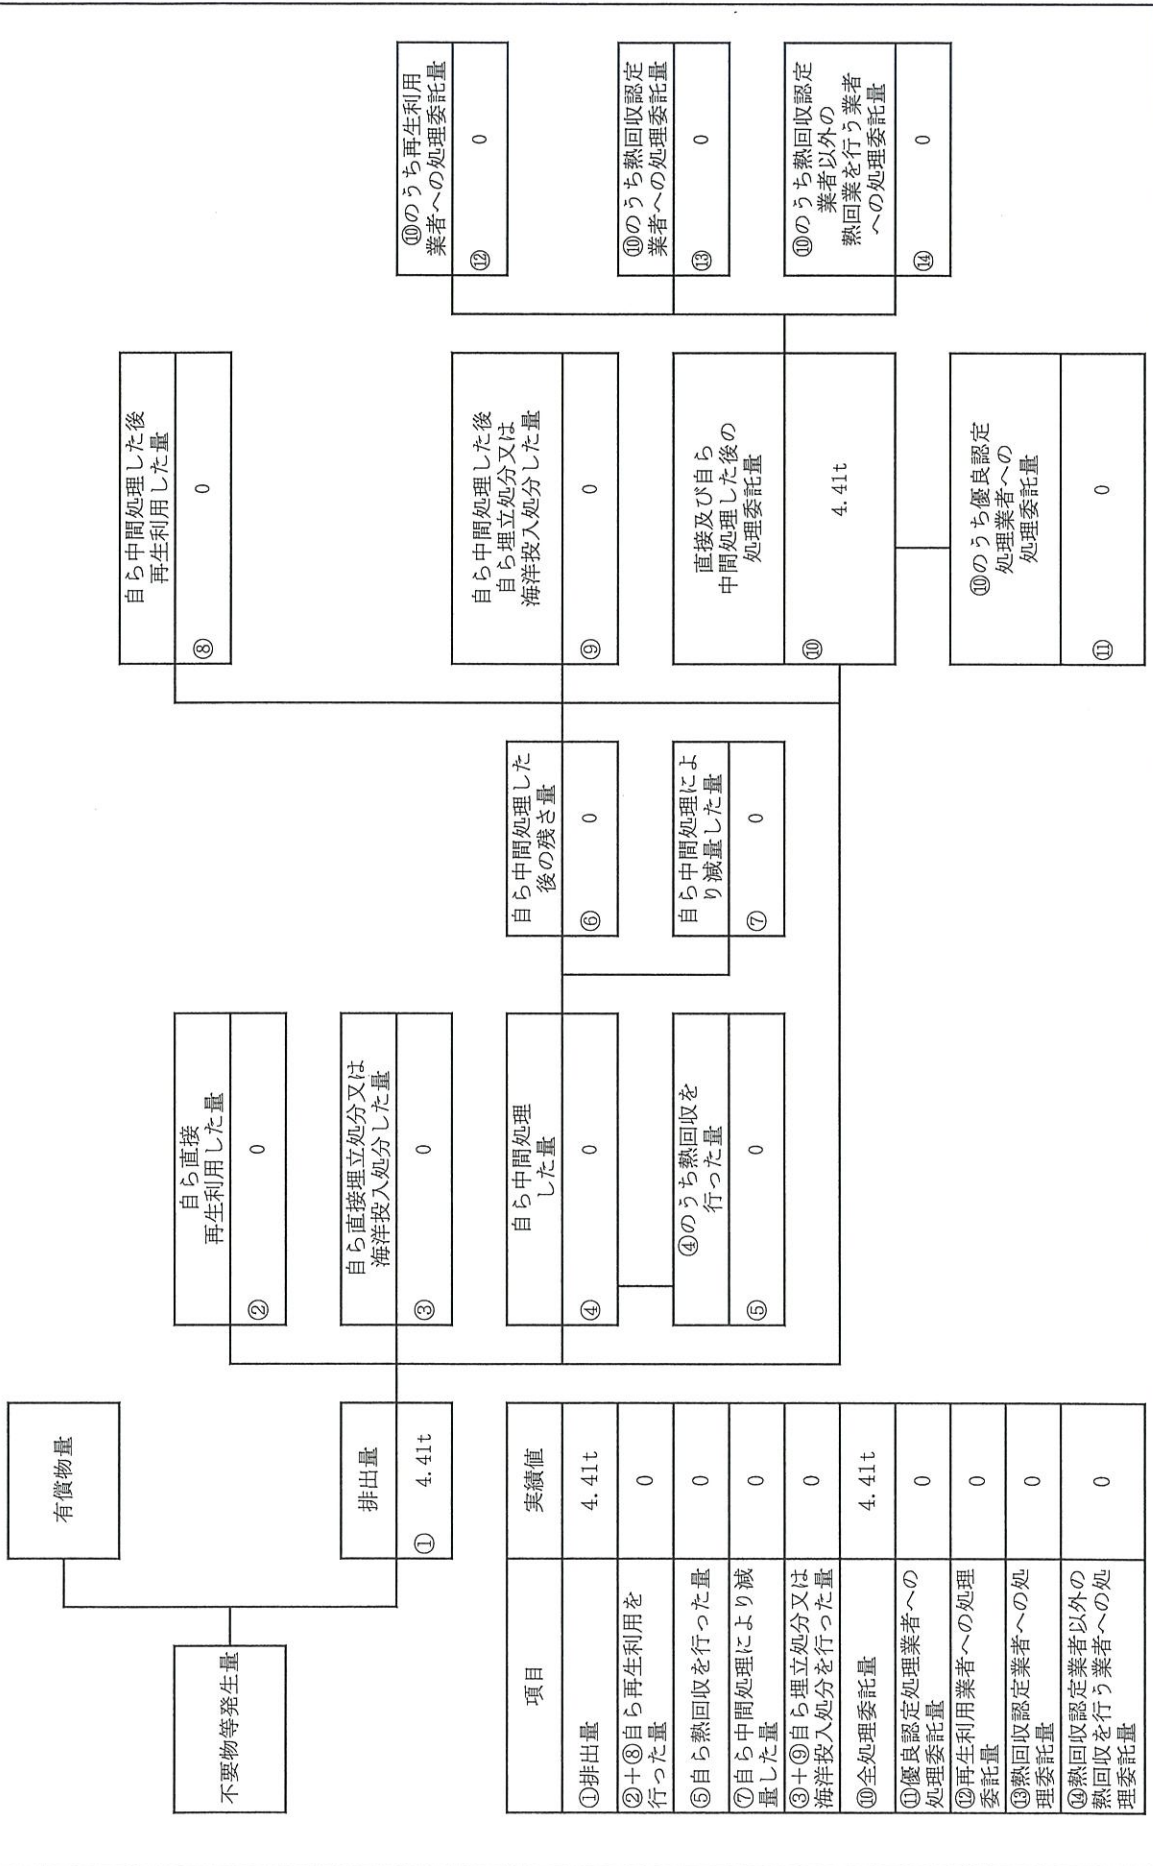 不要物等発生量
有償物量
排出量
① 4.41t
自ら直接
再生利用した量
② 0
自ら直接埋立処分又は
海洋投入処分した量
③ 0
自ら中間処理
した量
④ 0
④のうち熱回収を
行った量
⑤ 0
自ら中間処理した
後の残さ量
⑥ 0
自ら中間処理によ
り減量した量
⑦ 0
自ら中間処理した後
再生利用した量
⑧ 0
自ら中間処理した後
自ら埋立処分又は
海洋投入処分した量
⑨ 0
直接及び自ら
中間処理した後の
処理委託量
⑩ 4.41t
⑩のうち優良認定
処理業者への
処理委託量
⑪ 0
⑩のうち再生利用
業者への処理委託量
⑫ 0
⑩のうち熱回収認定
業者への処理委託量
⑬ 0
⑩のうち熱回収認定
業者以外の
熱回業を行う業者
への処理委託量
⑭ 0
項目 実績値
①排出量 4.41t
②+⑧自ら再生利用を
行った量 0
⑤自ら熱回収を行った量 0
⑦自ら中間処理により減
量した量 0
③+⑨自ら埋立処分又は
海洋投入処分を行った量 0
⑩全処理委託量 4.41t
⑪優良認定処理業者への
処理委託量 0
⑫再生利用業者への処理
委託量 0
⑬熱回収認定業者への処
理委託量 0
⑭熱回収認定業者以外の
熱回収を行う業者への処
理委託量 0